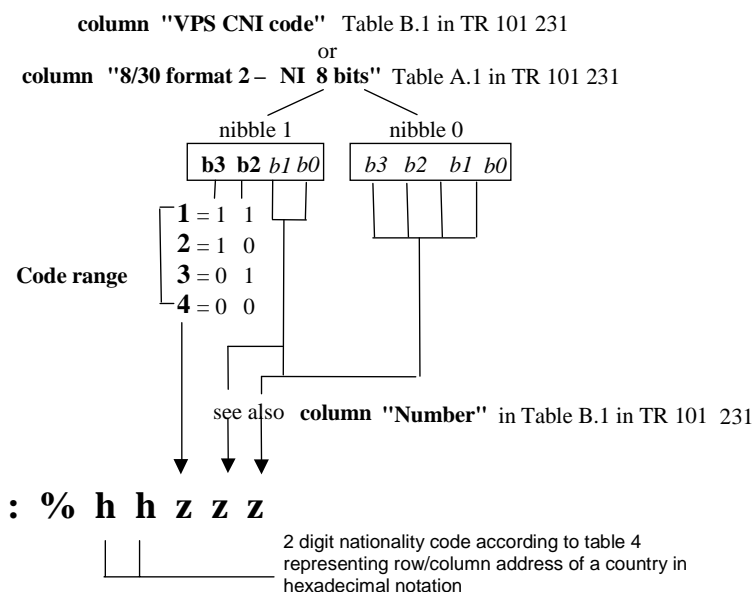 column "VPS CNI code" Table B.1 in TR 101 231
or
column "8/30 format 2 – NI 8 bits" Table A.1 in TR 101 231
nibble 1 nibble 0
b3 b2 b1 b0 b3 b2 b1 b0
1 = 1 1
2 = 1 0
Code range 3 = 0 1
4 = 0 0
see also column "Number" in Table B.1 in TR 101 231
: % h h z z z
2 digit nationality code according to table 4
representing row/column address of a country in
hexadecimal notation